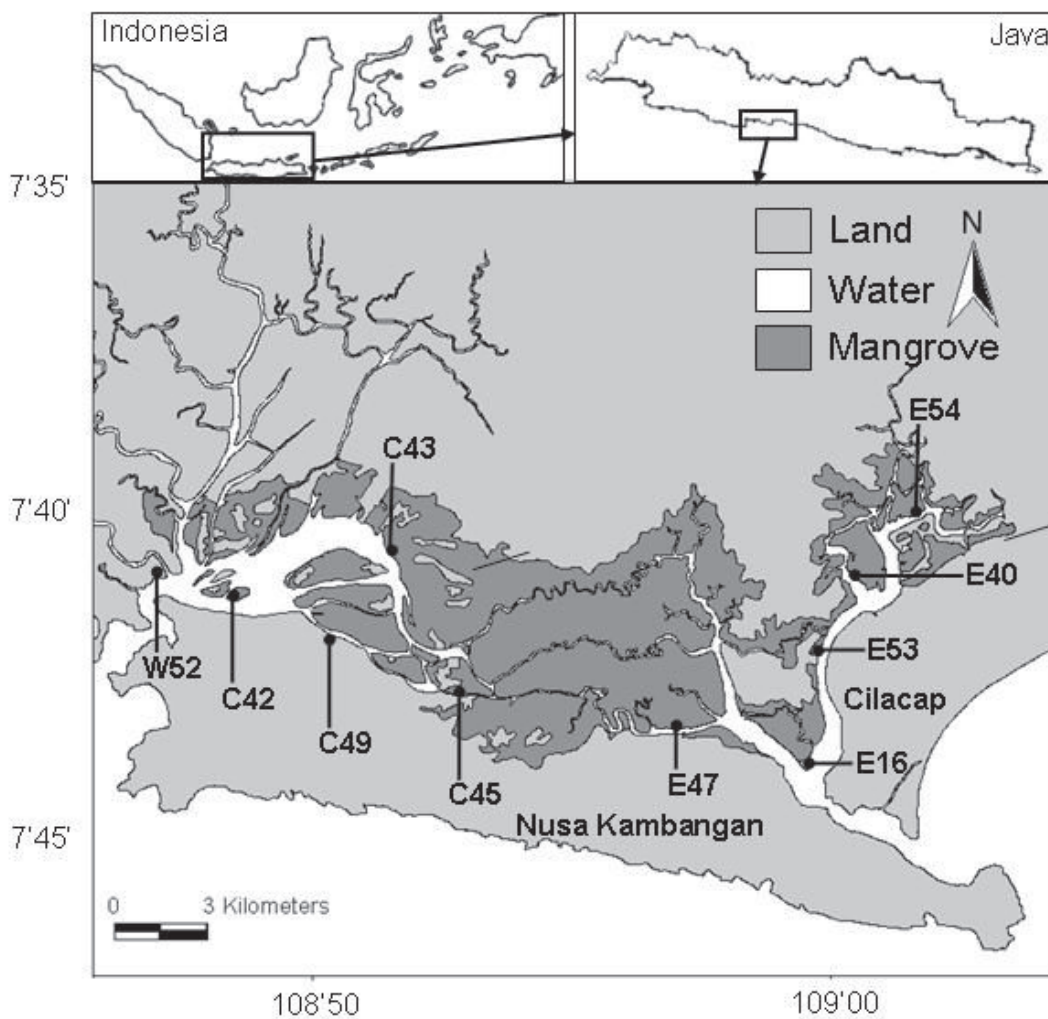 Indonesia
Java
7'35
Land
N
Water
Mangrove
E54
C43
7'40
E40
W52
E53
C42
Cilacap
C49
E16
C45
E47
Nusa Kambangan
7'45
0 3 Kilometers
108'50
109'00